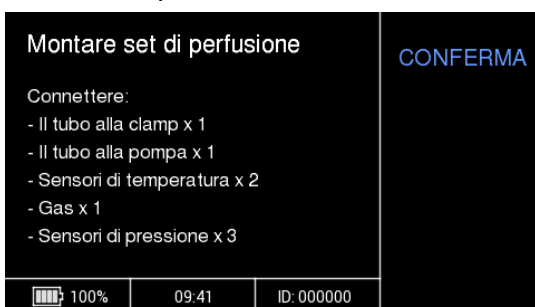 Montare set di perfusione
CONFERMA
Connettere:
- Il tubo alla clamp x 1
- Il tubo alla pompa x 1
- Sensori di temperatura x 2
- Gas x 1
- Sensori di pressione x 3
100% 09:41 ID: 000000